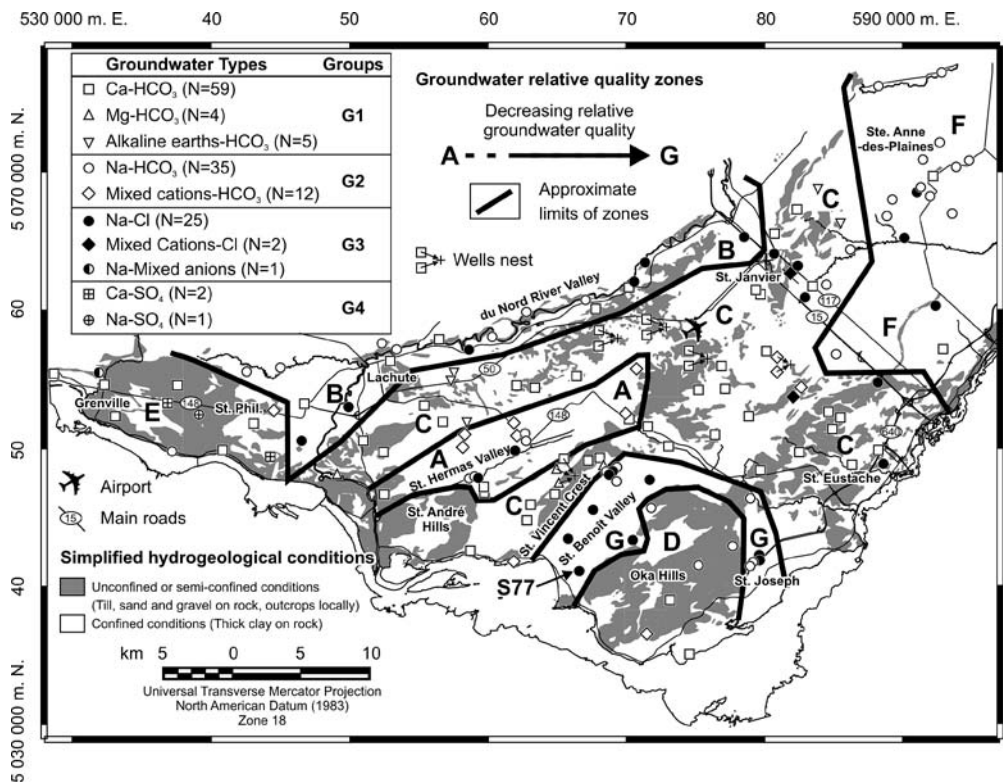 530 000 m. E. 40 50 60 70 80 590 000 m. E.
Groundwater Types Groups
Ca-HCO₃ (N=59)
Mg-HCO₃ (N=4) G1
Alkaline earths-HCO₃ (N=5)
Na-HCO₃ (N=35) G2
Mixed cations-HCO₃ (N=12)
Na-Cl (N=25)
Mixed Cations-Cl (N=2) G3
Na-Mixed anions (N=1)
Ca-SO₄ (N=2) G4
Na-SO₄ (N=1)
Groundwater relative quality zones
Decreasing relative
groundwater quality
A G
Approximate
limits of zones
Wells nest
5 070 000 m. N.
60
50
40
5 030 000 m. N.
Ste. Anne
-des-Plaines
F
C
B
du Nord River Valley
St. Janvier
C
117
15
F
Lachute
50
A
B
Grenville
E
148
St. Phil.
C
A
148
St. Hermas Valley
C
640
St. Eustache
St. André
Hills
C
St. Vincent Crest
St. Benoît Valley
G
D
G
Oka Hills
St. Joseph
S77
Airport
15 Main roads
Simplified hydrogeological conditions
Unconfined or semi-confined conditions
(Till, sand and gravel on rock, outcrops locally)
Confined conditions (Thick clay on rock)
km 5 0 5 10
Universal Transverse Mercator Projection
North American Datum (1983)
Zone 18